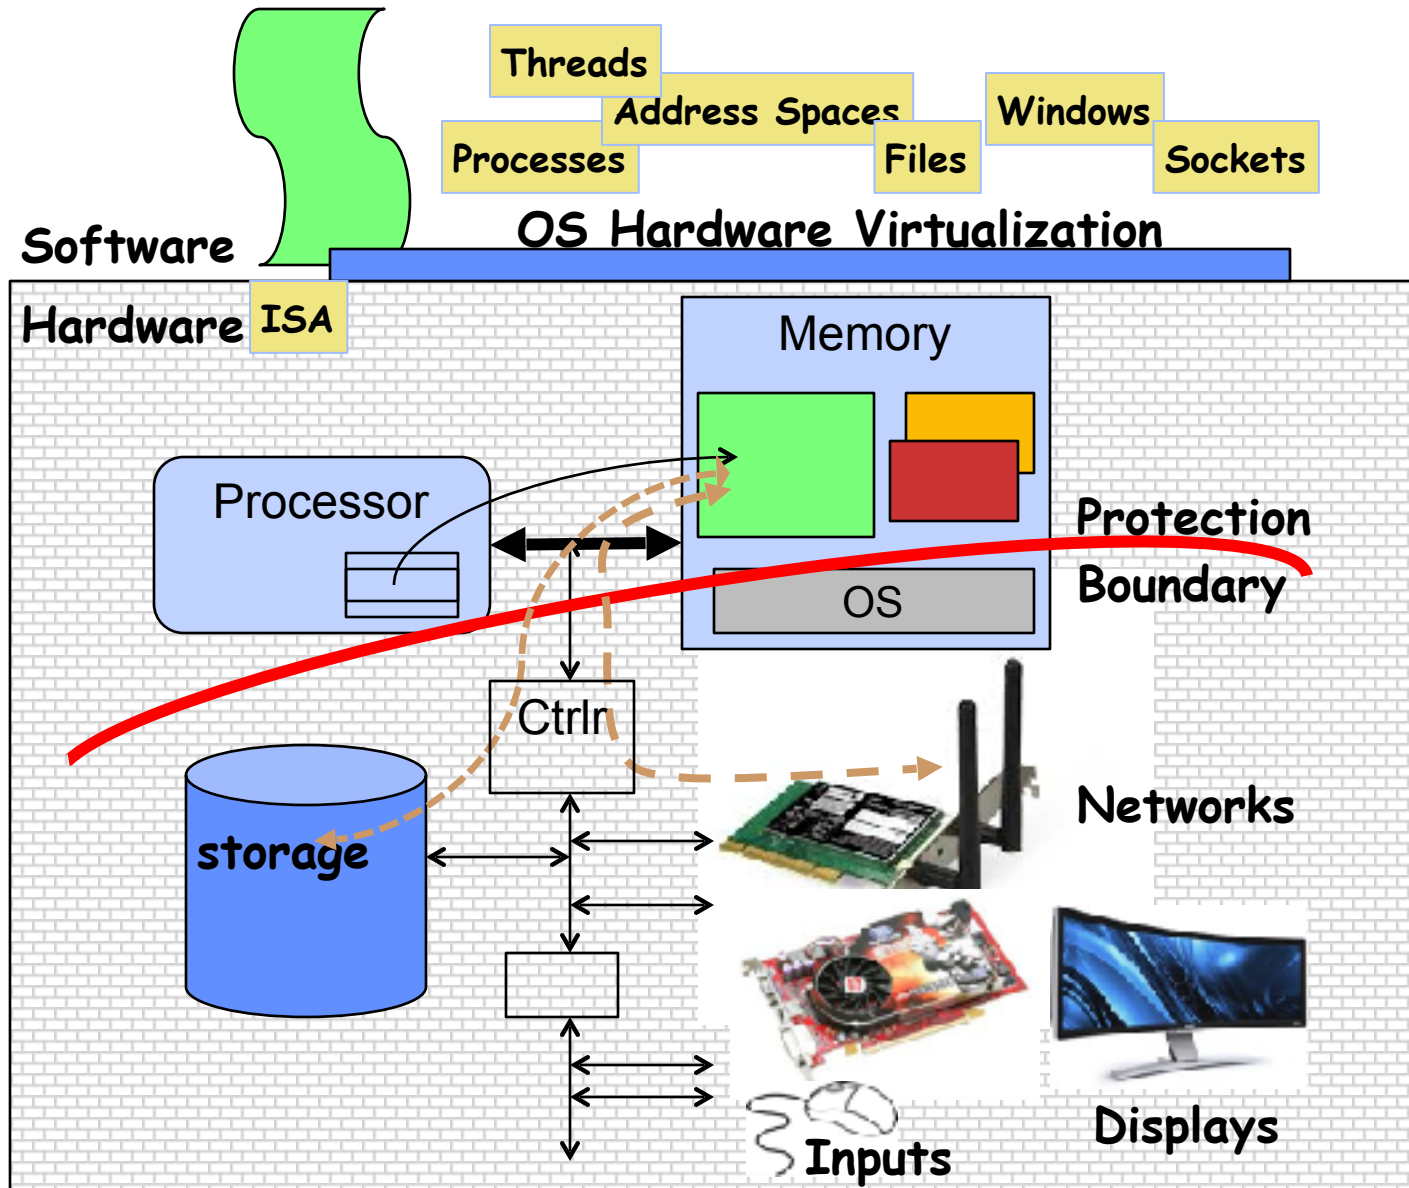 Threads
Address Spaces
Windows
Processes
Files
Sockets
OS Hardware Virtualization
Software
Hardware
ISA
Memory
Processor
Protection
Boundary
OS
Ctrlr
Networks
storage
Displays
Inputs